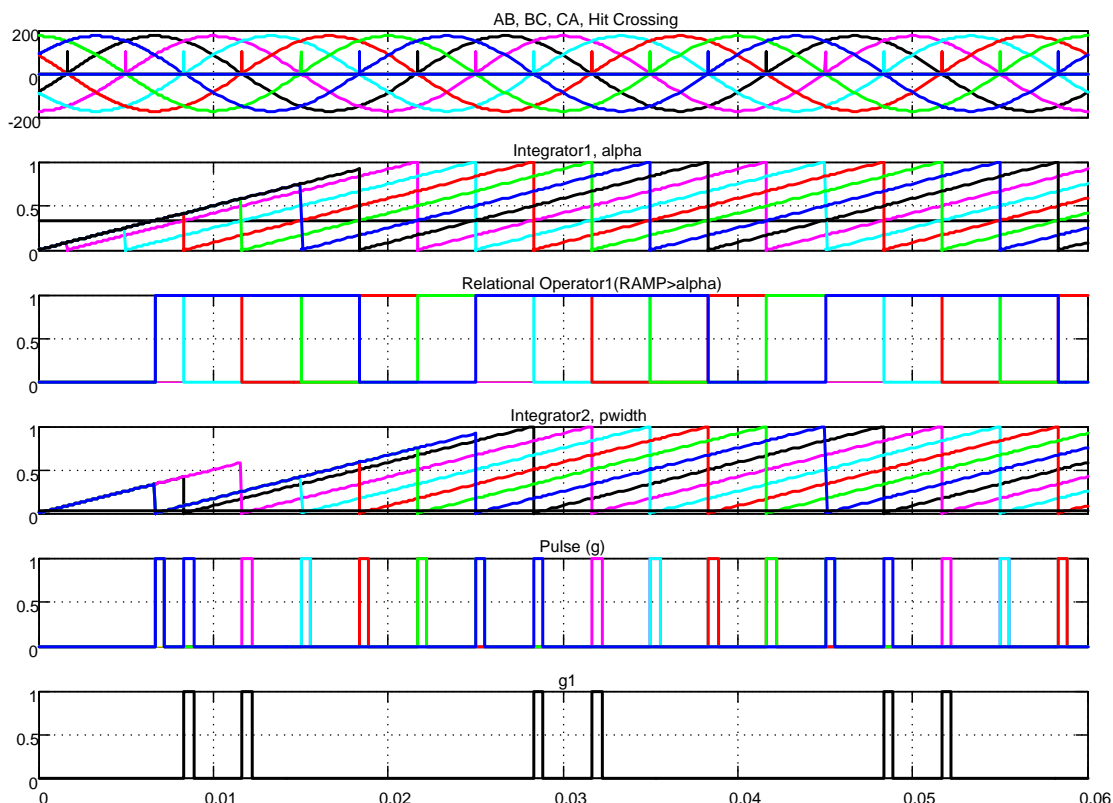 AB, BC, CA, Hit Crossing
200
0
-200
Integrator1, alpha
1
0.5
0
Relational Operator1(RAMP>alpha)
1
0.5
0
Integrator2, pwidth
1
0.5
0
Pulse (g)
1
0.5
0
g1
1
0.5
0
0 0.01 0.02 0.03 0.04 0.05 0.06